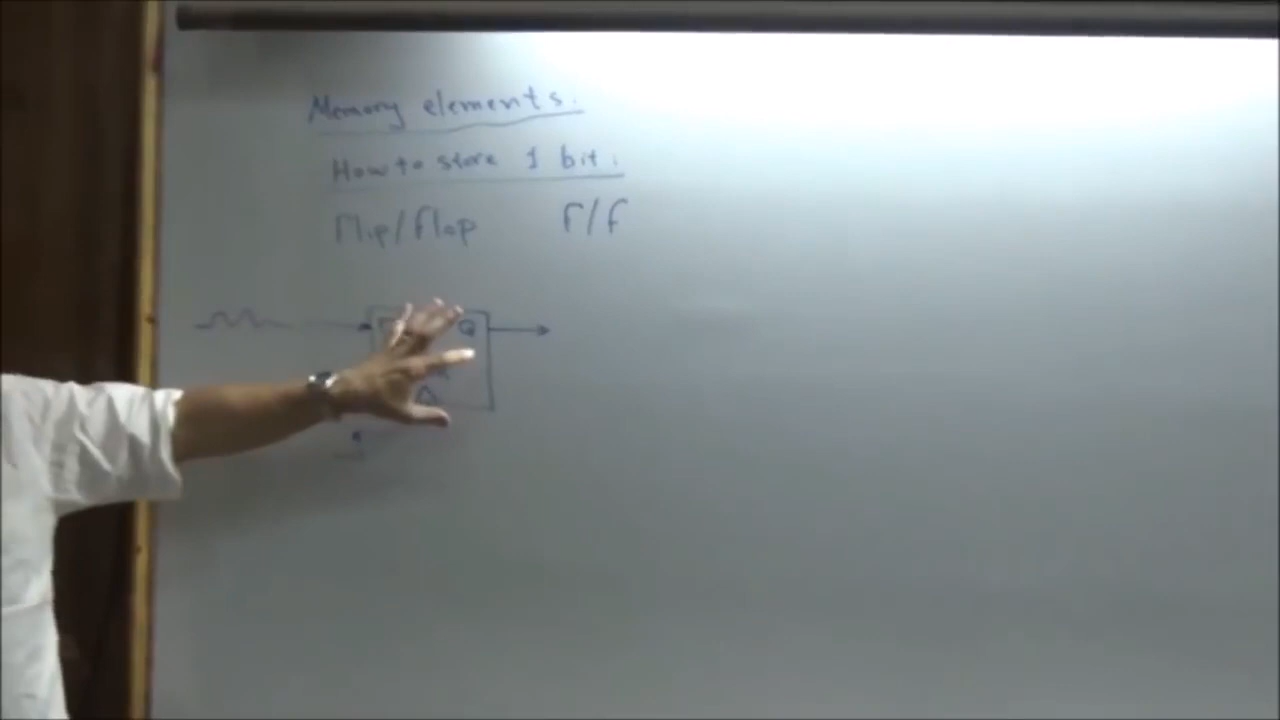 Memory elements.
How to store 1 bit.
Flip/Flop F/F
Q